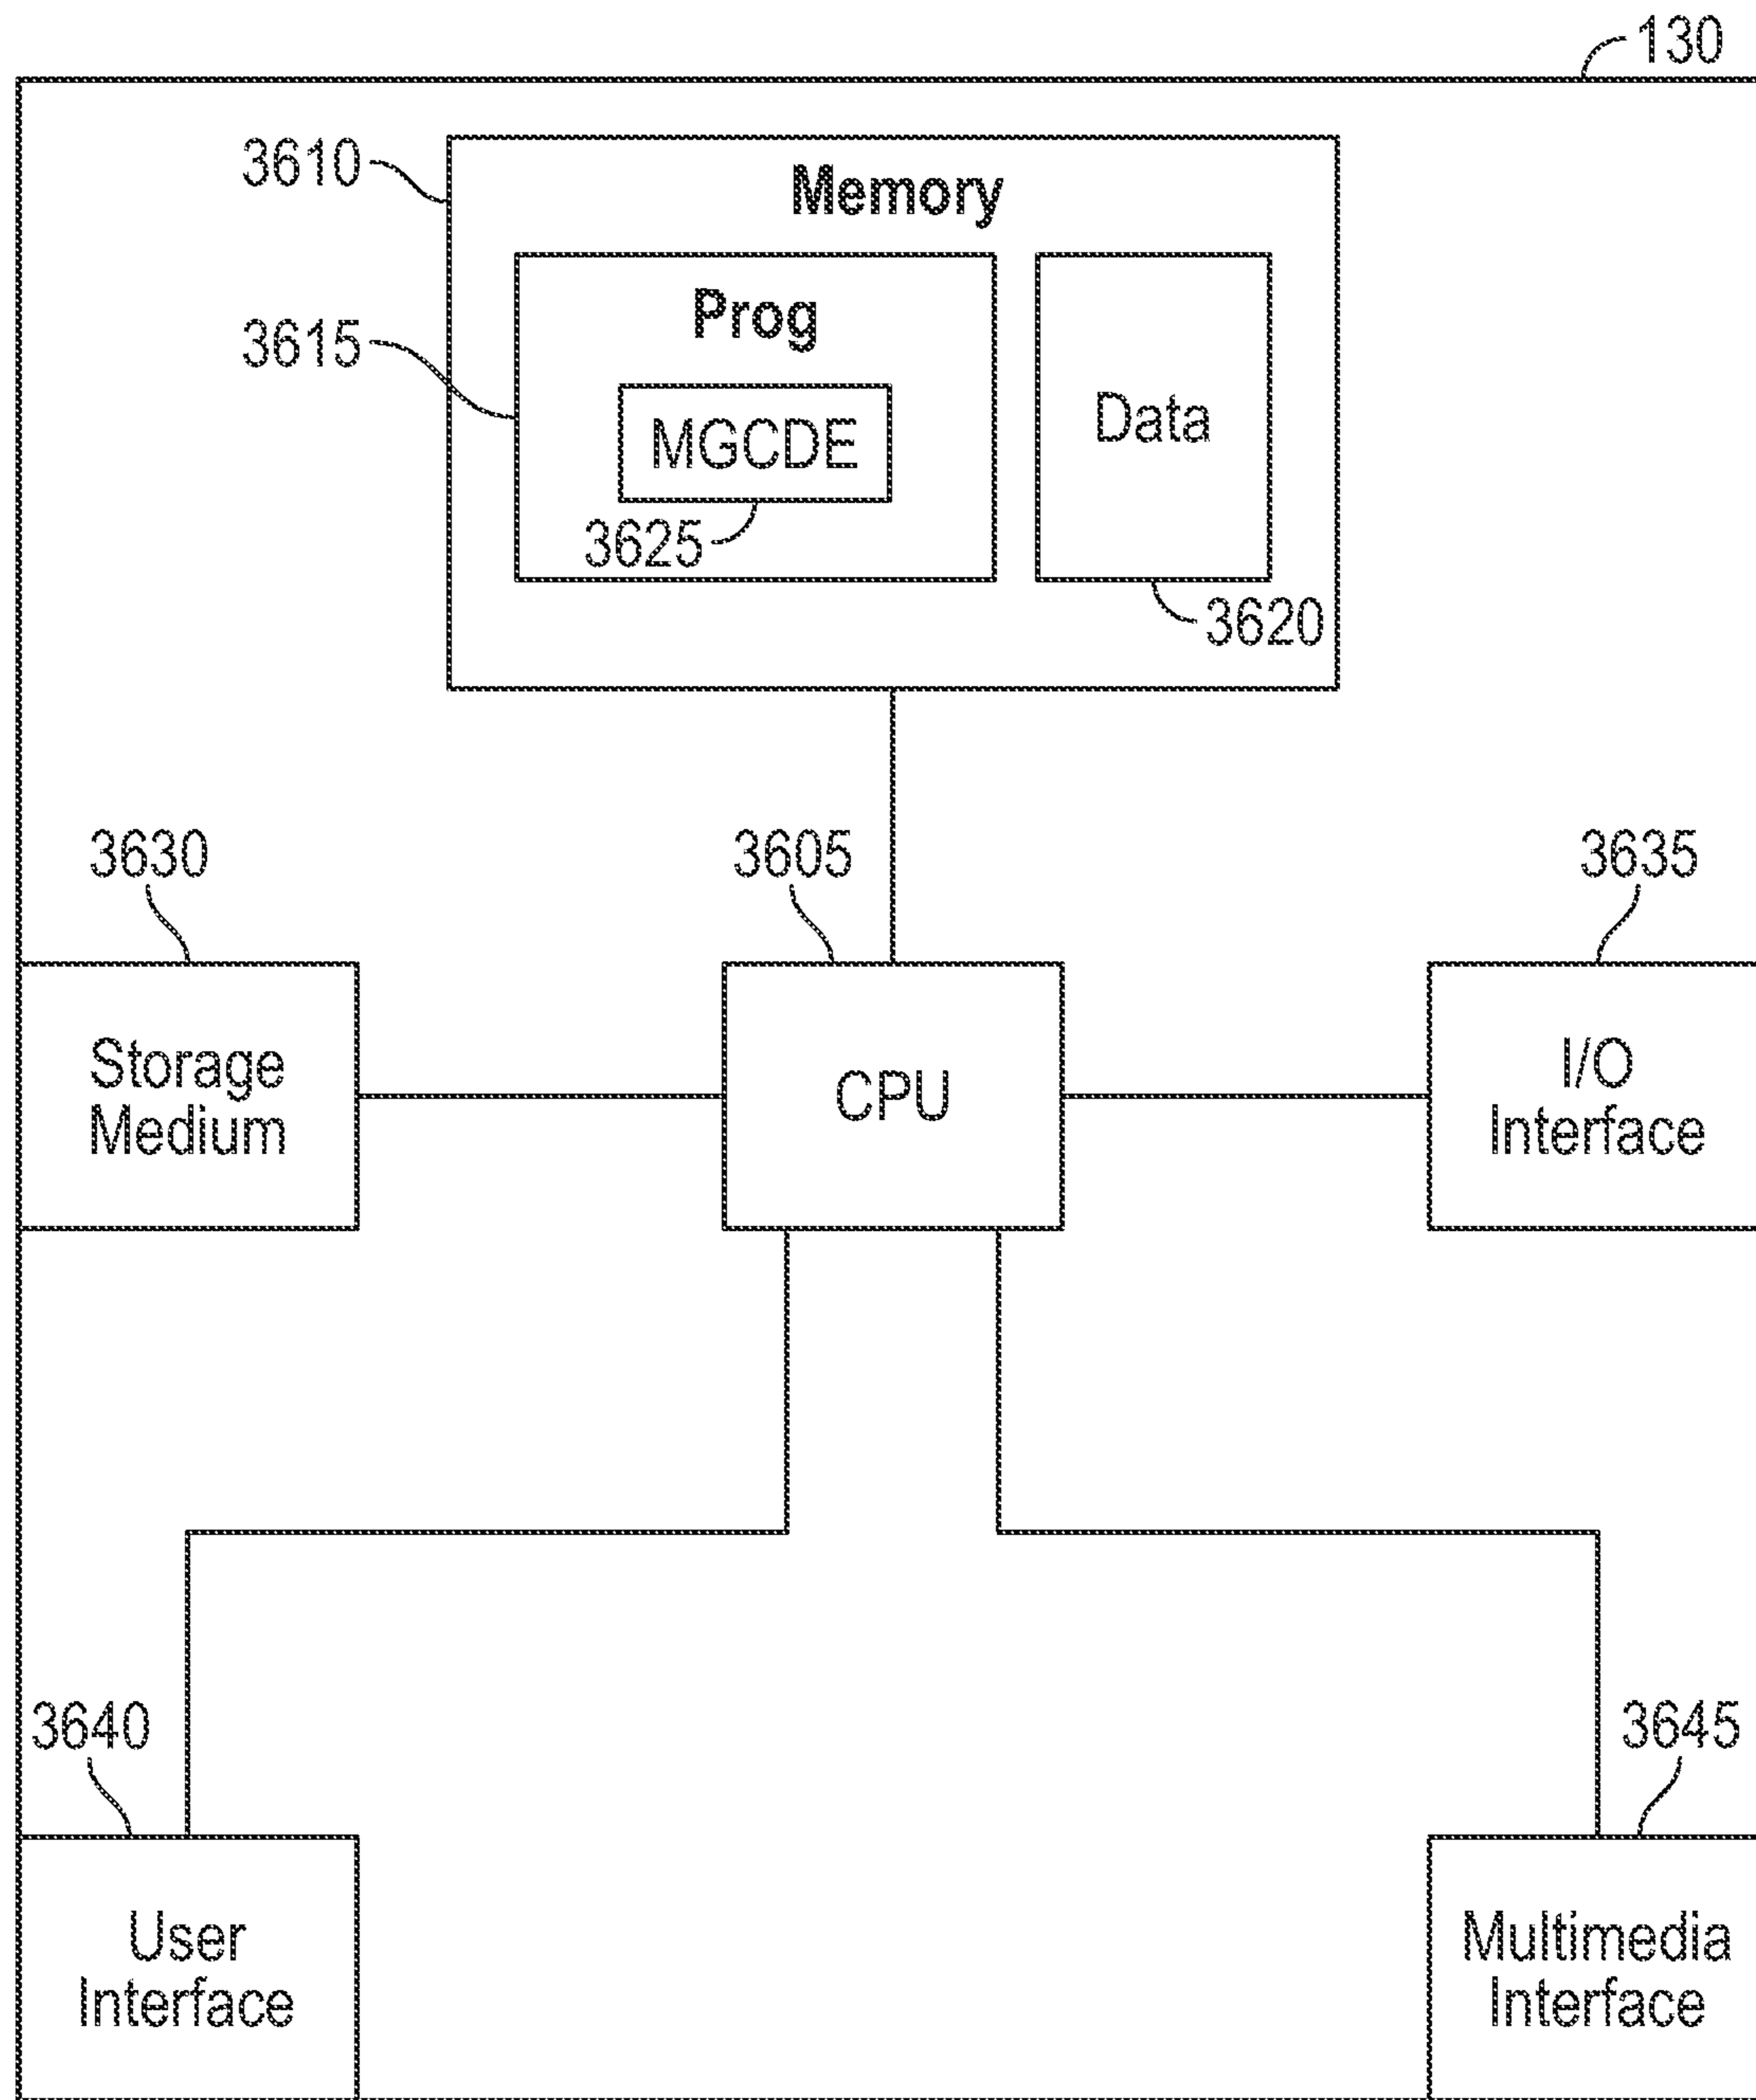 130
3610
Memory
Prog
3615
MGCDE
Data
3625
3620
3630
3605
3635
Storage
Medium
CPU
I/O
Interface
3640
3645
User
Interface
Multimedia
Interface